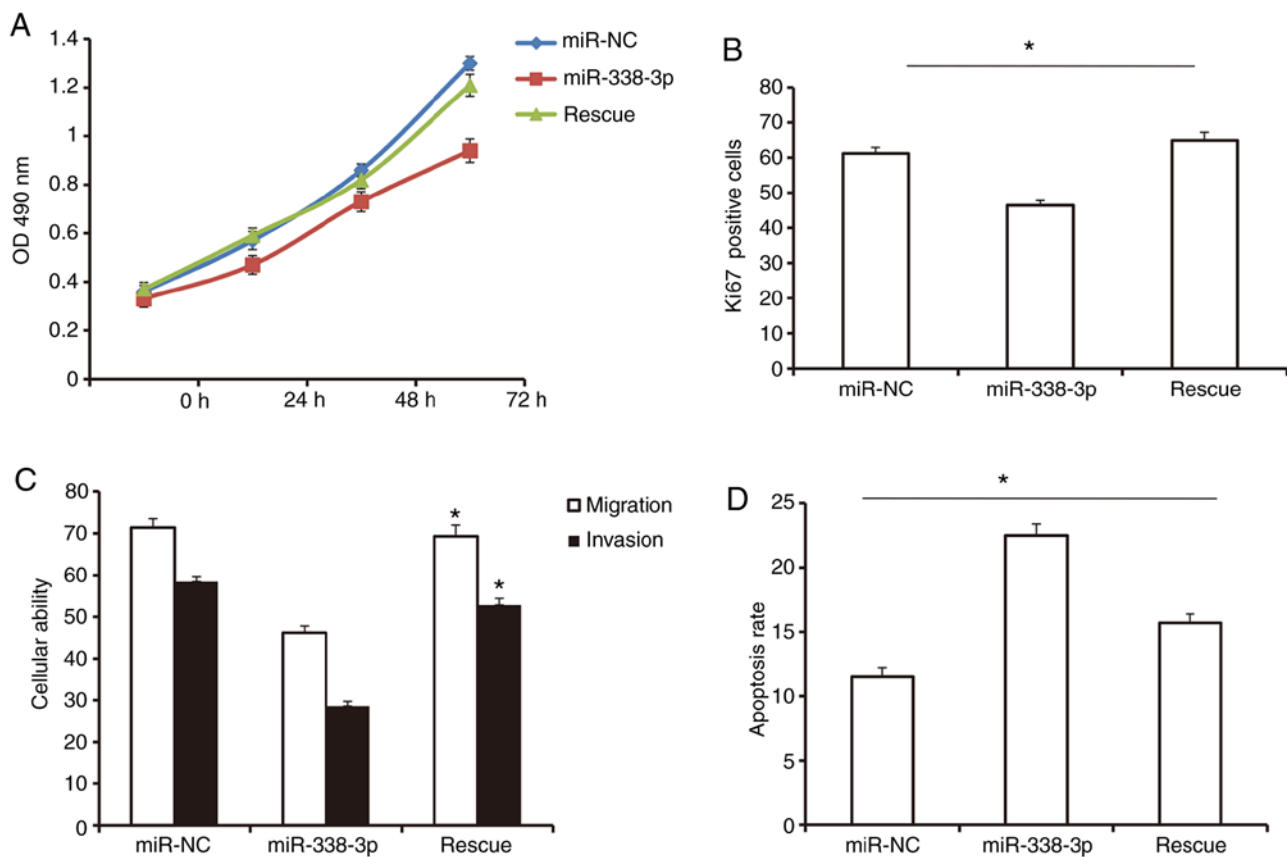 A
1.4
1.2
1
0.8
0.6
0.4
0.2
0
OD 490 nm
0 h 24 h 48 h 72 h
miR-NC
miR-338-3p
Rescue
B
*
80
70
60
50
40
30
20
10
0
Ki67 positive cells
miR-NC miR-338-3p Rescue
C
80
70
60
50
40
30
20
10
0
Cellular ability
Migration
Invasion
*
*
miR-NC miR-338-3p Rescue
D
*
25
20
15
10
5
0
Apoptosis rate
miR-NC miR-338-3p Rescue